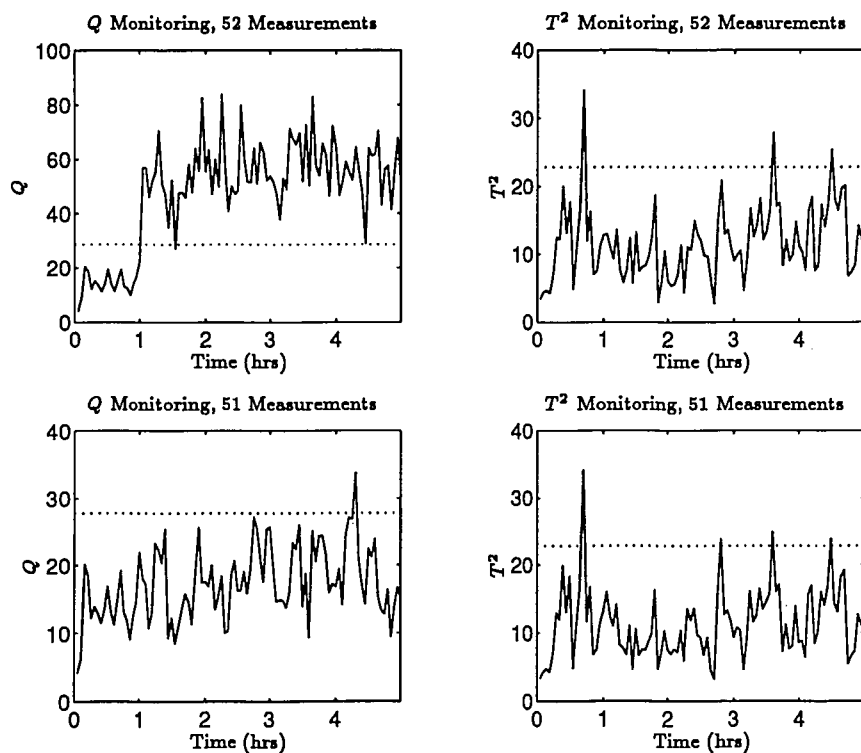 Q Monitoring, 52 Measurements
100
80
60
40
20
0
Q
0 1 2 3 4
Time (hrs)
T² Monitoring, 52 Measurements
40
30
20
10
0
T²
0 1 2 3 4
Time (hrs)
Q Monitoring, 51 Measurements
40
30
20
10
0
Q
0 1 2 3 4
Time (hrs)
T² Monitoring, 51 Measurements
40
30
20
10
0
T²
0 1 2 3 4
Time (hrs)